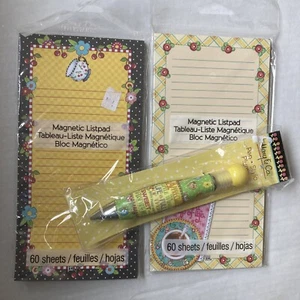 Magnetic Listpad
Tableau-Liste Magnétique
Bloc Magnético
60 sheets / feuilles / hojas
Magnetic Listpad
Tableau-Liste Magnétique
Bloc Magnético
60 sheets / feuilles / hojas